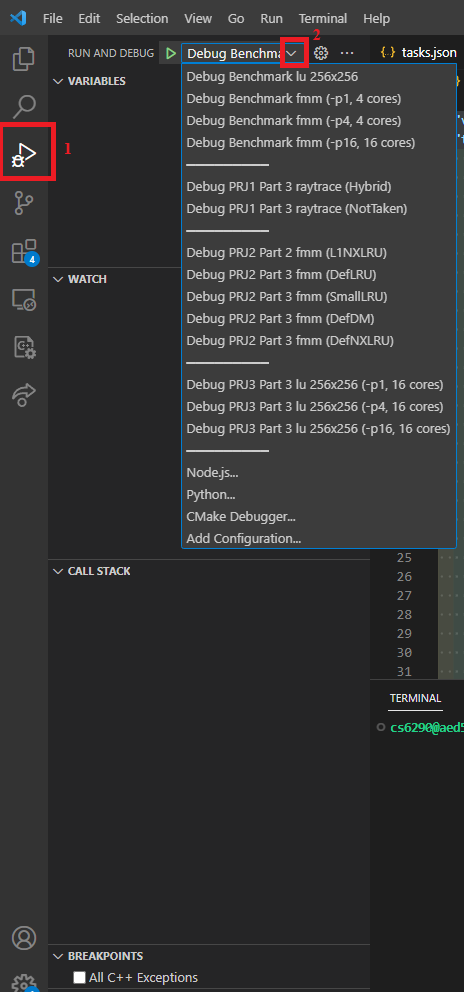 File Edit Selection View Go Run Terminal Help
2
RUN AND DEBUG Debug Benchma ··· tasks.json
VARIABLES
Debug Benchmark lu 256x256
Debug Benchmark fmm (-p1, 4 cores)
Debug Benchmark fmm (-p4, 4 cores)
Debug Benchmark fmm (-p16, 16 cores)
1
Debug PRJ1 Part 3 raytrace (Hybrid)
Debug PRJ1 Part 3 raytrace (NotTaken)
Debug PRJ2 Part 2 fmm (L1NXLRU)
4
WATCH
Debug PRJ2 Part 3 fmm (DefLRU)
Debug PRJ2 Part 3 fmm (SmallLRU)
Debug PRJ2 Part 3 fmm (DefDM)
Debug PRJ2 Part 3 fmm (DefNXLRU)
Debug PRJ3 Part 3 lu 256x256 (-p1, 16 cores)
Debug PRJ3 Part 3 lu 256x256 (-p4, 16 cores)
Debug PRJ3 Part 3 lu 256x256 (-p16, 16 cores)
Node.js...
Python...
CMake Debugger...
Add Configuration...
25
CALL STACK
26
27
28
29
30
31
TERMINAL
cs6290@aed5
BREAKPOINTS
All C++ Exceptions